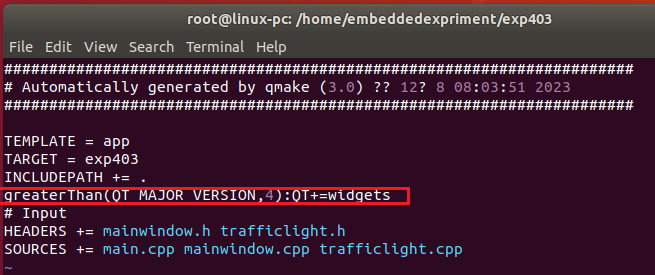 root@linux-pc: /home/embeddedexpriment/exp403
File Edit View Search Terminal Help
######################################################################
# Automatically generated by qmake (3.0) ?? 12? 8 08:03:51 2023
######################################################################
TEMPLATE = app
TARGET = exp403
INCLUDEPATH += .
greaterThan(QT_MAJOR_VERSION,4):QT+=widgets
# Input
HEADERS += mainwindow.h trafficlight.h
SOURCES += main.cpp mainwindow.cpp trafficlight.cpp
~